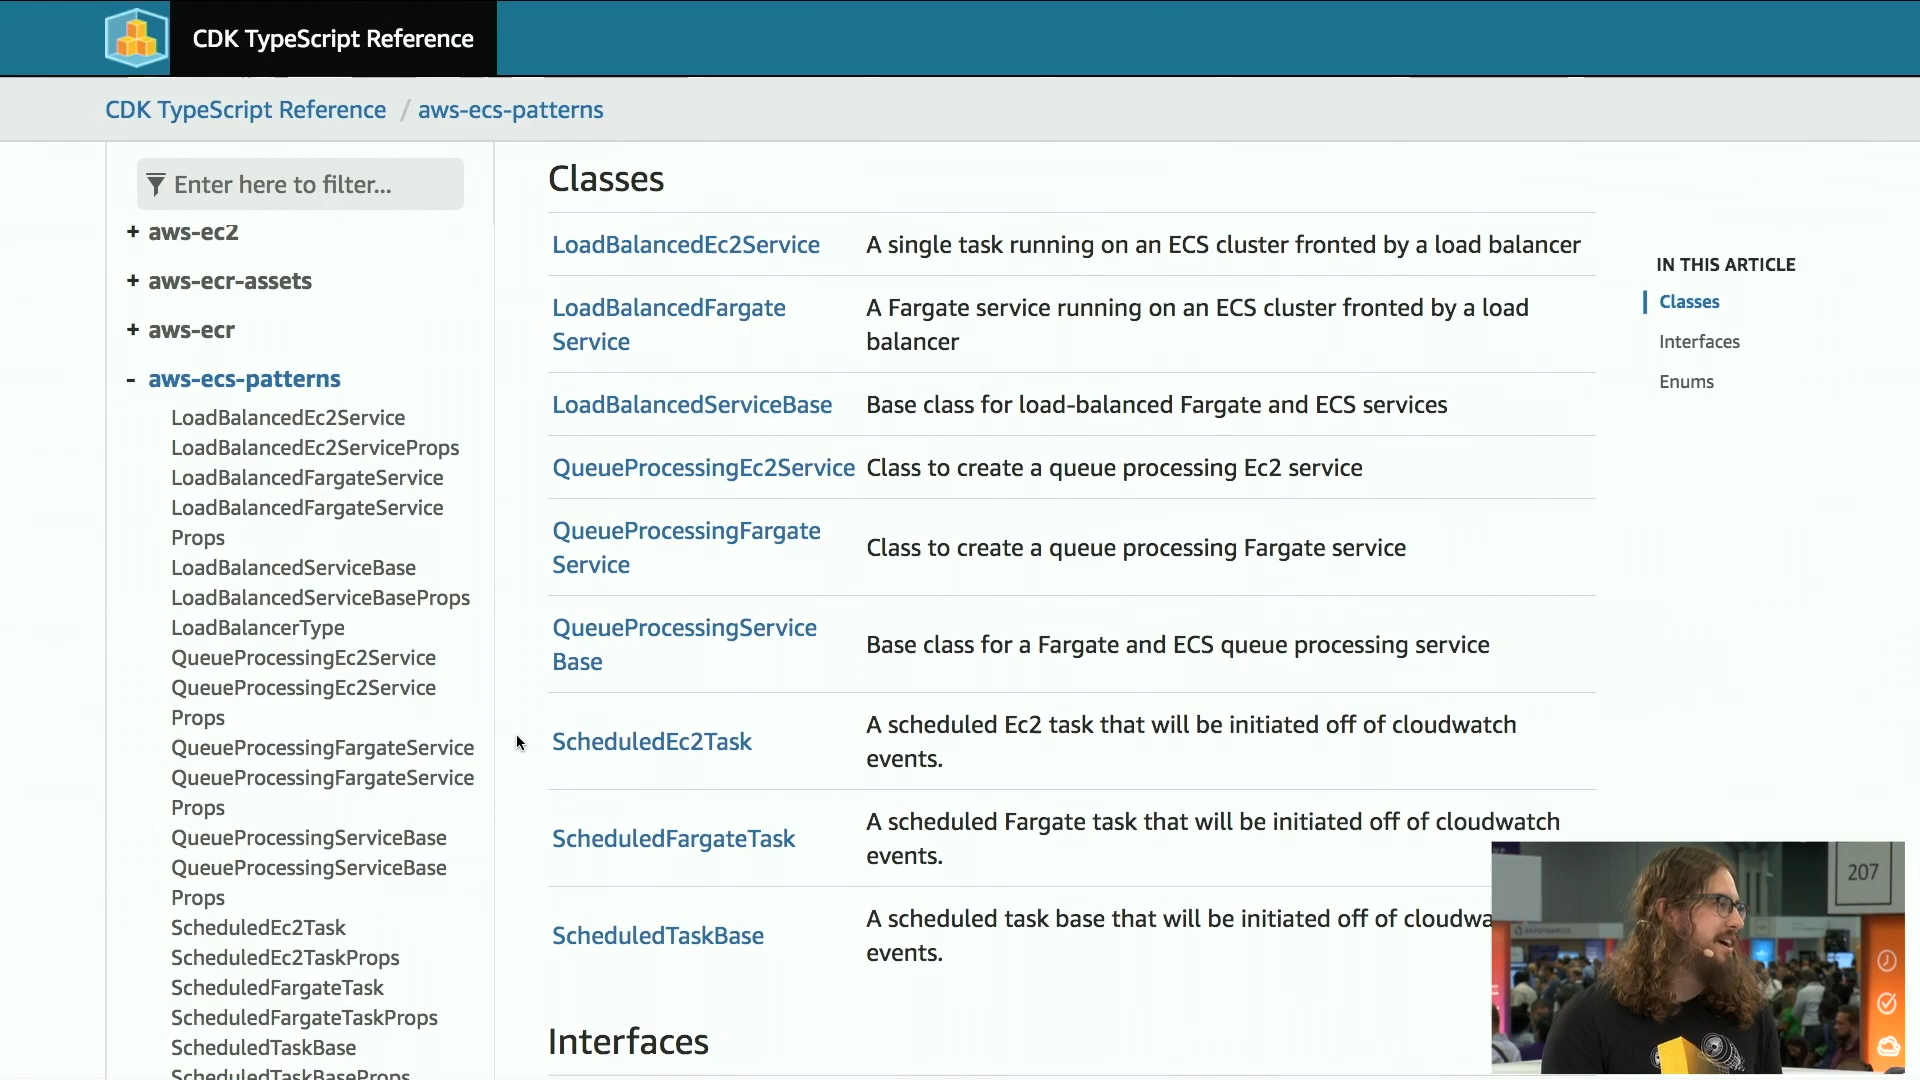 CDK TypeScript Reference
CDK TypeScript Reference / aws-ecs-patterns
Enter here to filter...
+ aws-ec2
+ aws-ecr-assets
+ aws-ecr
- aws-ecs-patterns
LoadBalancedEc2Service
LoadBalancedEc2ServiceProps
LoadBalancedFargateService
LoadBalancedFargateService
Props
LoadBalancedServiceBase
LoadBalancedServiceBaseProps
LoadBalancerType
QueueProcessingEc2Service
QueueProcessingEc2Service
Props
QueueProcessingFargateService
QueueProcessingFargateService
Props
QueueProcessingServiceBase
QueueProcessingServiceBase
Props
ScheduledEc2Task
ScheduledEc2TaskProps
ScheduledFargateTask
ScheduledFargateTaskProps
ScheduledTaskBase
ScheduledTaskBaseProps
Classes
LoadBalancedEc2Service A single task running on an ECS cluster fronted by a load balancer
LoadBalancedFargate
Service
A Fargate service running on an ECS cluster fronted by a load
balancer
LoadBalancedServiceBase Base class for load-balanced Fargate and ECS services
QueueProcessingEc2Service Class to create a queue processing Ec2 service
QueueProcessingFargate
Service
Class to create a queue processing Fargate service
QueueProcessingService
Base
Base class for a Fargate and ECS queue processing service
ScheduledEc2Task
A scheduled Ec2 task that will be initiated off of cloudwatch
events.
ScheduledFargateTask
A scheduled Fargate task that will be initiated off of cloudwatch
events.
ScheduledTaskBase
A scheduled task base that will be initiated off of cloudwa
events.
Interfaces
IN THIS ARTICLE
Classes
Interfaces
Enums
207